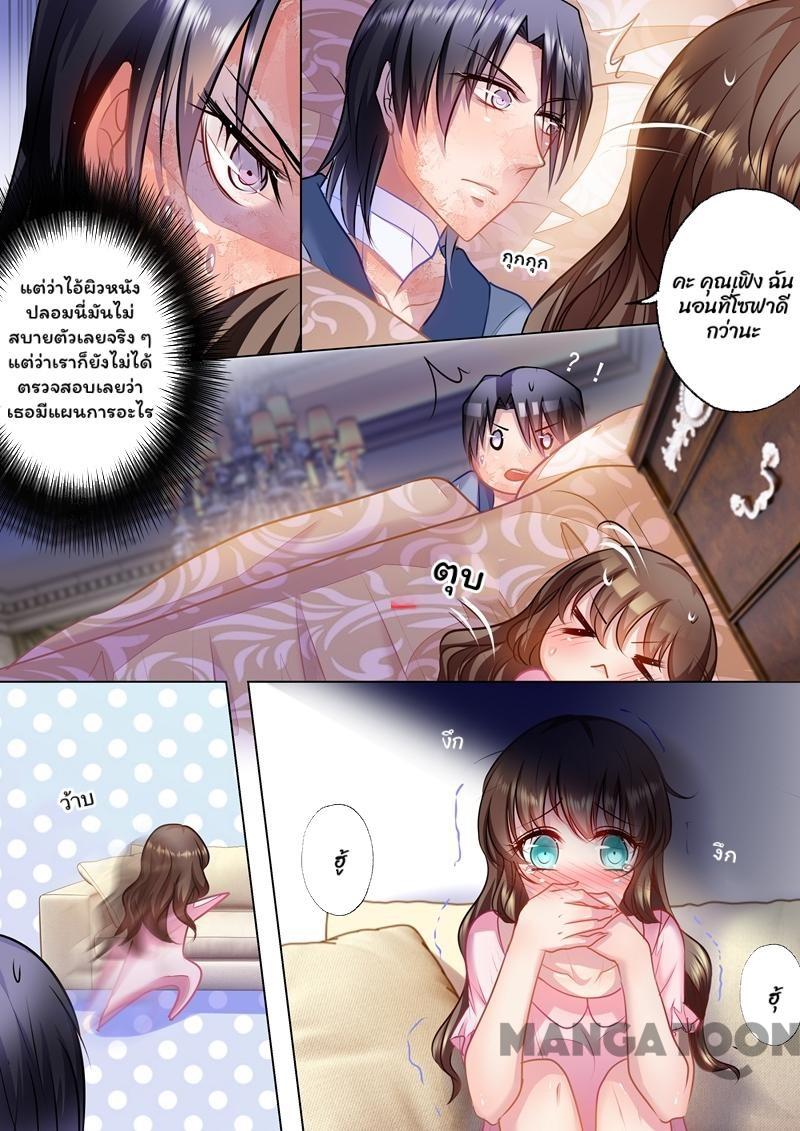 แต่ว่าไอ้ผิวหนัง
ปลอมนี่มันไม่
สบายตัวเลยจริง ๆ
แต่ว่าเราก็ยังไม่ได้
ตรวจสอบเลยว่า
เธอมีแผนการอะไร
กุกกุก
คะ คุณเฟิง ฉัน
นอนที่โซฟาดี
กว่านะ
? !
ตุบ
ว้าบ
งึก
ฮู้
งึก
ฮุ้
MANGATOON